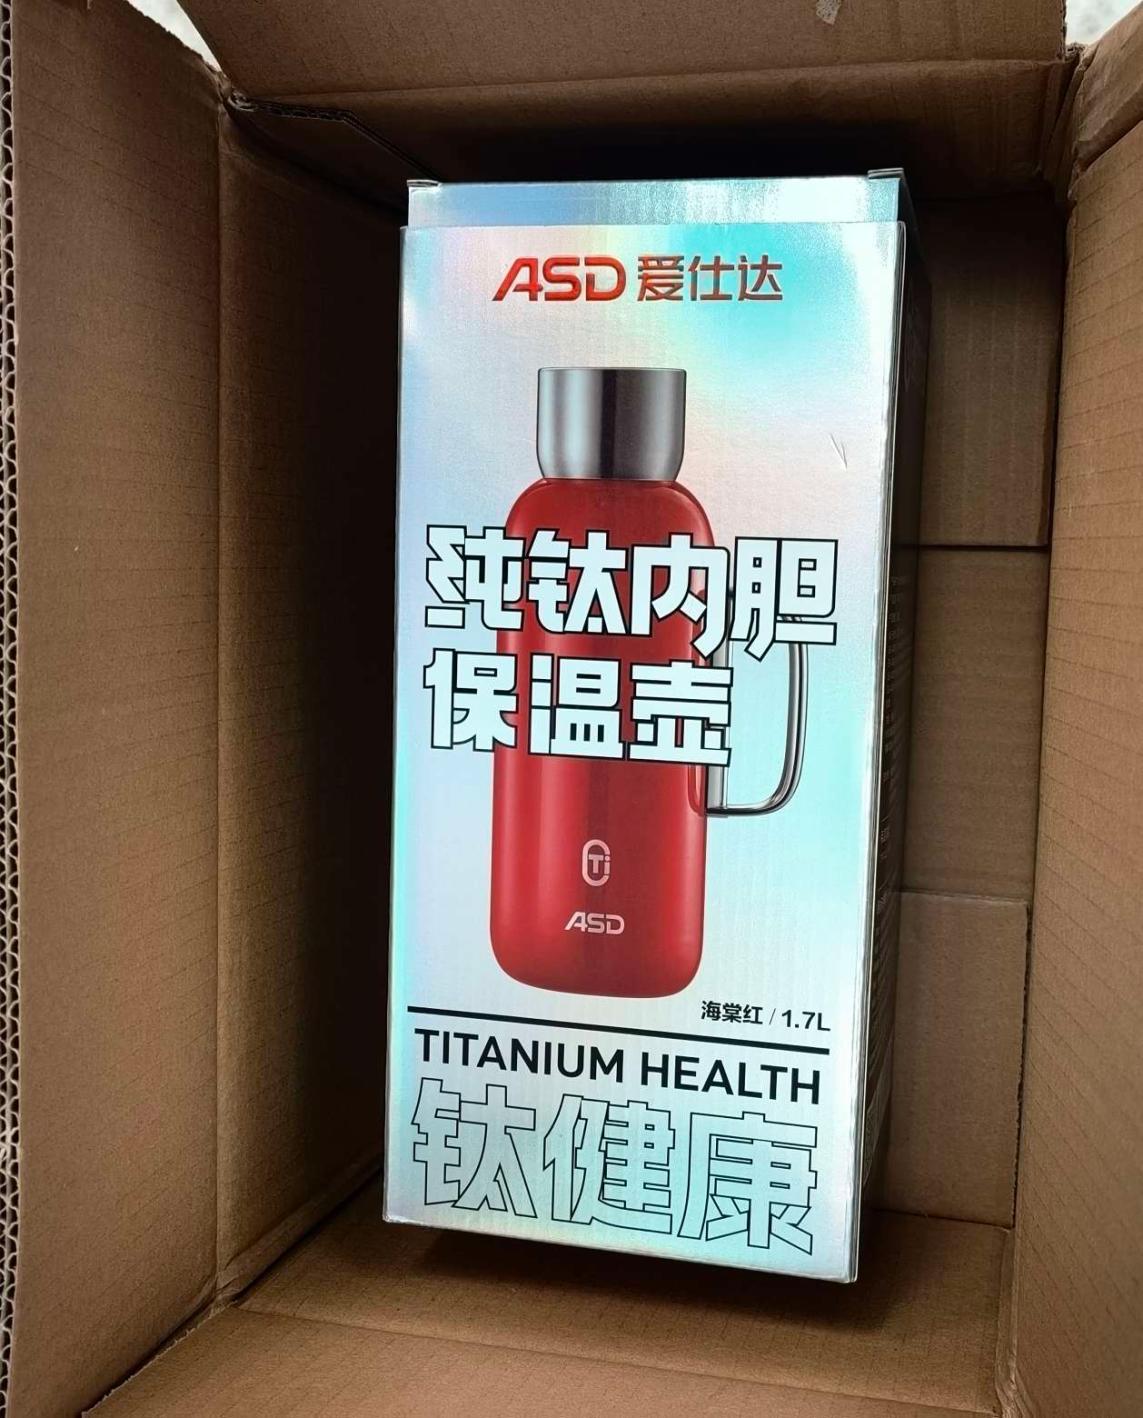 ASD 爱仕达
纯钛内胆
保温壶
Ti
ASD
海棠红 / 1.7L
TITANIUM HEALTH
钛健康